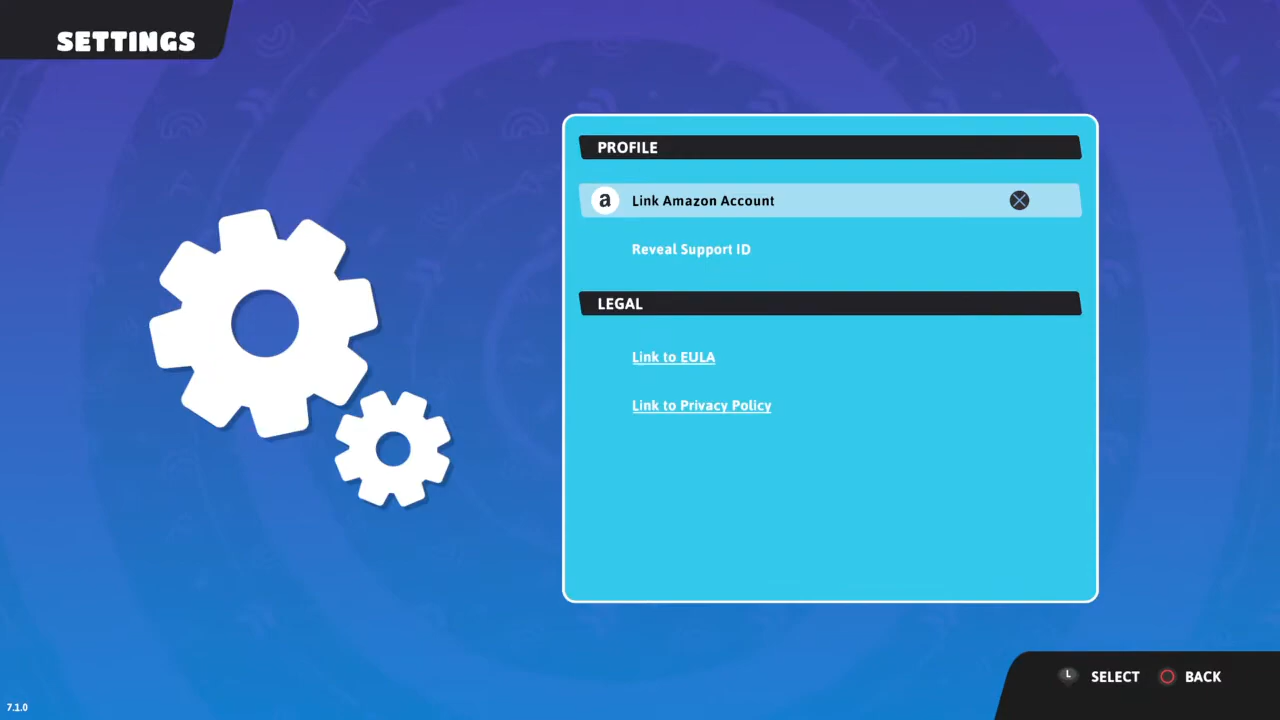 SETTINGS
PROFILE
a Link Amazon Account
Reveal Support ID
LEGAL
Link to EULA
Link to Privacy Policy
L SELECT BACK
7.1.0